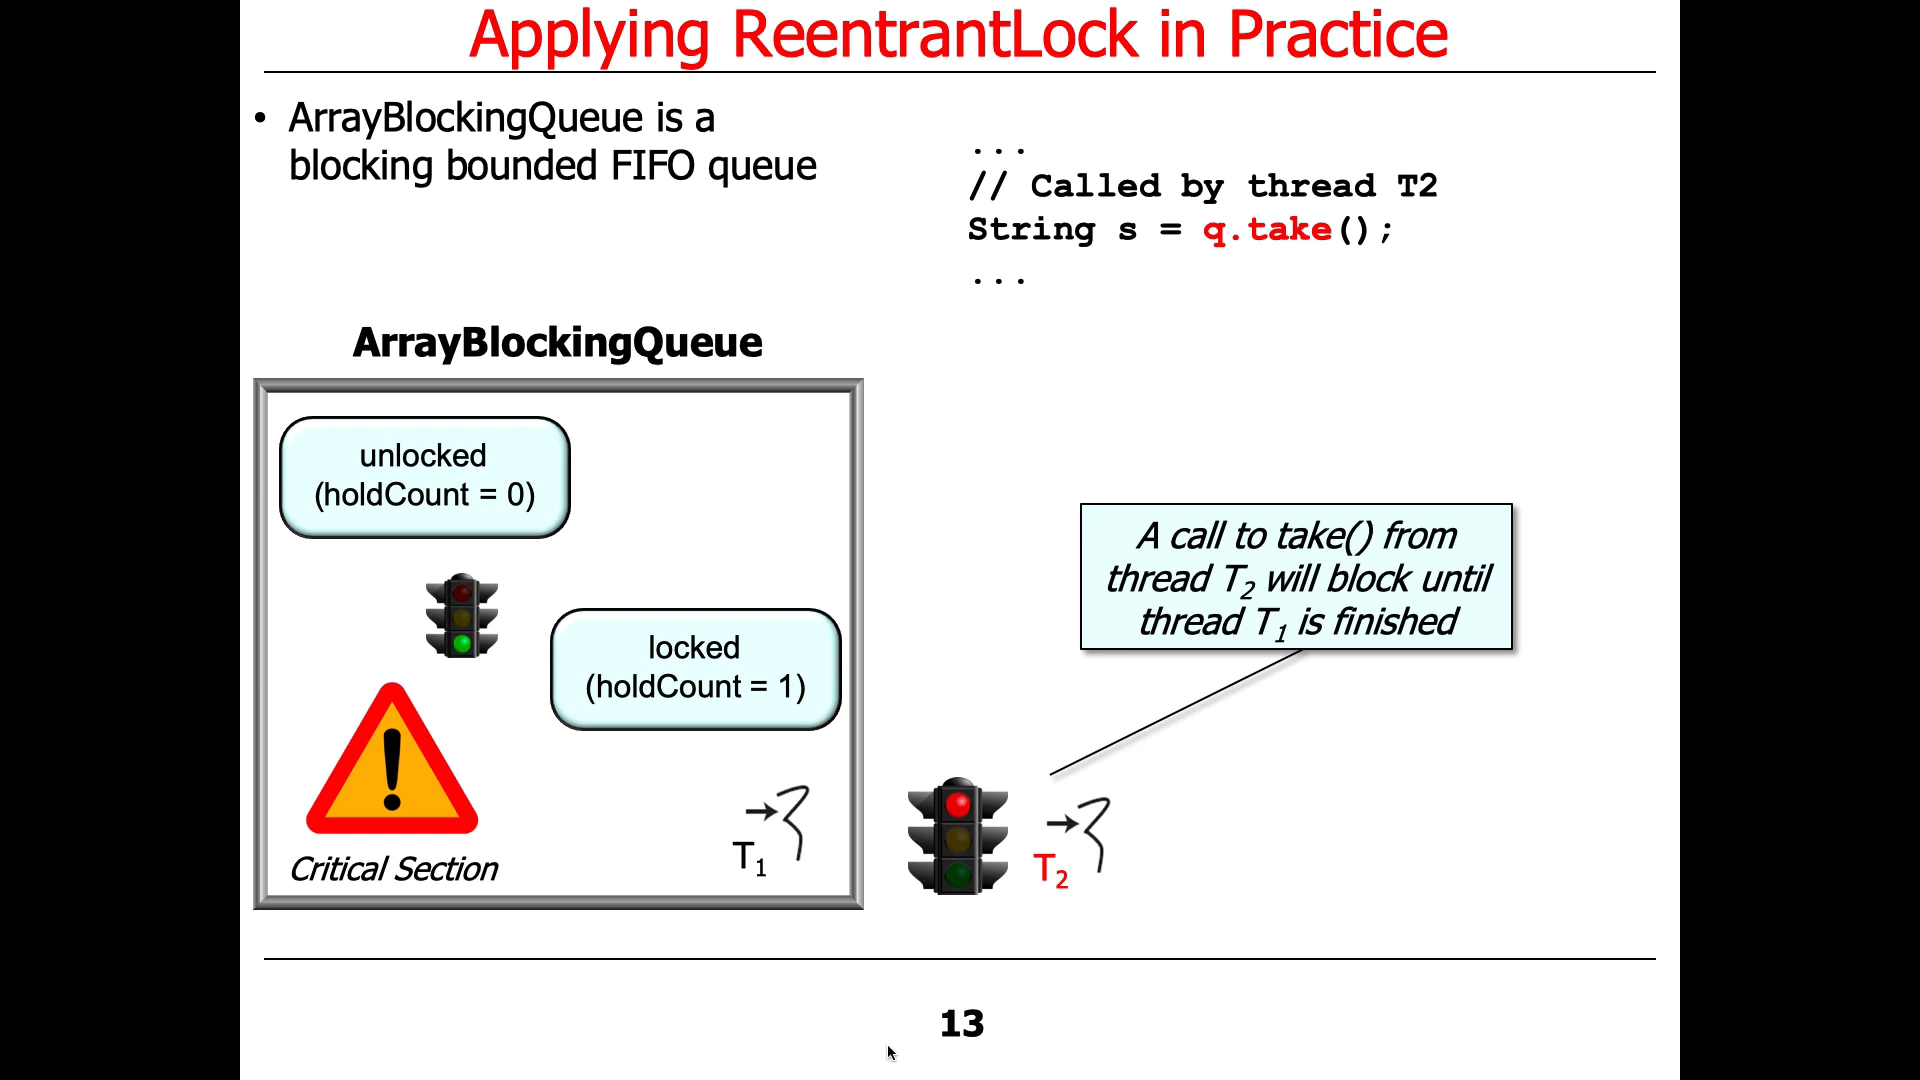 Applying ReentrantLock in Practice
• ArrayBlockingQueue is a
blocking bounded FIFO queue
...
// Called by thread T2
String s = q.take();
...
ArrayBlockingQueue
unlocked
(holdCount = 0)
locked
(holdCount = 1)
A call to take() from
thread T2 will block until
thread T1 is finished
Critical Section
T1
T2
13